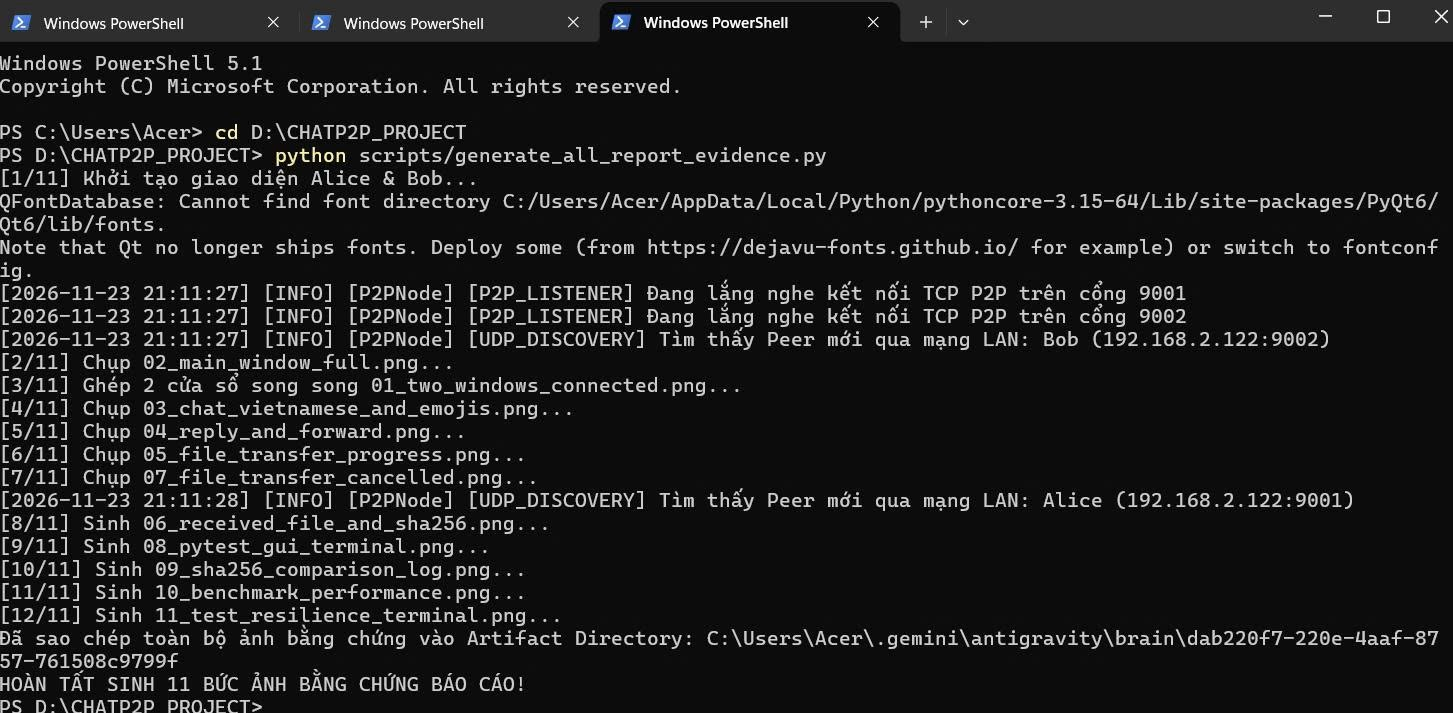 Windows PowerShell
Windows PowerShell
Windows PowerShell
Windows PowerShell 5.1
Copyright (C) Microsoft Corporation. All rights reserved.
PS C:\Users\Acer> cd D:\CHATP2P_PROJECT
PS D:\CHATP2P_PROJECT> python scripts/generate_all_report_evidence.py
[1/11] Khởi tạo giao diện Alice & Bob...
QFontDatabase: Cannot find font directory C:/Users/Acer/AppData/Local/Python/pythoncore-3.15-64/Lib/site-packages/PyQt6/
Qt6/lib/fonts.
Note that Qt no longer ships fonts. Deploy some (from https://dejavu-fonts.github.io/ for example) or switch to fontconf
ig.
[2026-11-23 21:11:27] [INFO] [P2PNode] [P2P_LISTENER] Đang lắng nghe kết nối TCP P2P trên cổng 9001
[2026-11-23 21:11:27] [INFO] [P2PNode] [P2P_LISTENER] Đang lắng nghe kết nối TCP P2P trên cổng 9002
[2026-11-23 21:11:27] [INFO] [P2PNode] [UDP_DISCOVERY] Tìm thấy Peer mới qua mạng LAN: Bob (192.168.2.122:9002)
[2/11] Chụp 02_main_window_full.png...
[3/11] Ghép 2 cửa sổ song song 01_two_windows_connected.png...
[4/11] Chụp 03_chat_vietnamese_and_emojis.png...
[5/11] Chụp 04_reply_and_forward.png...
[6/11] Chụp 05_file_transfer_progress.png...
[7/11] Chụp 07_file_transfer_cancelled.png...
[2026-11-23 21:11:28] [INFO] [P2PNode] [UDP_DISCOVERY] Tìm thấy Peer mới qua mạng LAN: Alice (192.168.2.122:9001)
[8/11] Sinh 06_received_file_and_sha256.png...
[9/11] Sinh 08_pytest_gui_terminal.png...
[10/11] Sinh 09_sha256_comparison_log.png...
[11/11] Sinh 10_benchmark_performance.png...
[12/11] Sinh 11_test_resilience_terminal.png...
Đã sao chép toàn bộ ảnh bằng chứng vào Artifact Directory: C:\Users\Acer\.gemini\antigravity\brain\dab220f7-220e-4aaf-87
57-761508c9799f
HOÀN TẤT SINH 11 BỨC ẢNH BẰNG CHỨNG BÁO CÁO!
PS D:\CHATP2P_PROJECT>